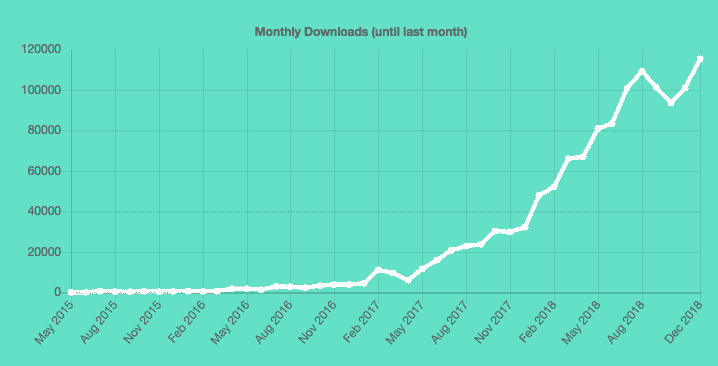 Monthly Downloads (until last month)
120000
100000
80000
60000
40000
20000
0
May 2015
Aug 2015
Nov 2015
Feb 2016
May 2016
Aug 2016
Nov 2016
Feb 2017
May 2017
Aug 2017
Nov 2017
Feb 2018
May 2018
Aug 2018
Dec 2018